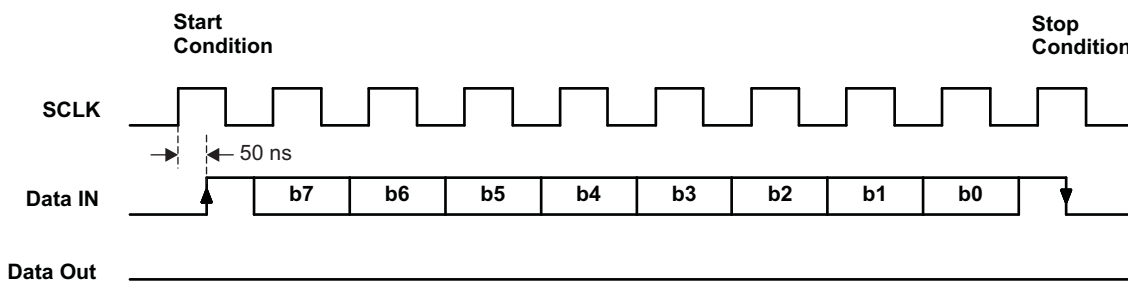 Start
Condition
Stop
Condition
SCLK
50 ns
Data IN
b7 b6 b5 b4 b3 b2 b1 b0
Data Out